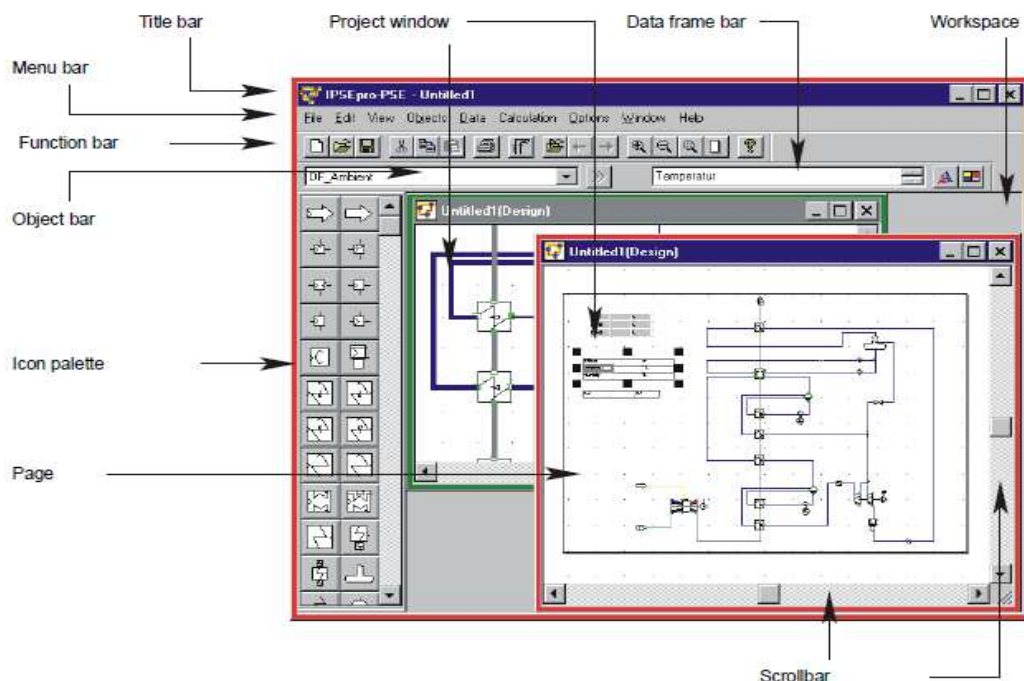 Title bar
Project window
Data frame bar
Workspace
Menu bar
IPSEpro-PSE - Untitled1
File Edit View Objects Data Calculation Options Window Help
Function bar
DF_Ambient
Temperatur
Object bar
Untitled1(Design)
Untitled1(Design)
Icon palette
Page
Scrollbar